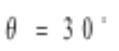 θ = 30°